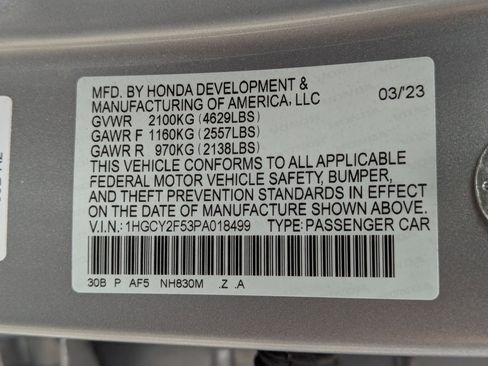 MFD. BY HONDA DEVELOPMENT &
MANUFACTURING OF AMERICA, LLC 03/'23
GVWR 2100KG (4629LBS)
GAWR F 1160KG (2557LBS)
GAWR R 970KG (2138LBS)
THIS VEHICLE CONFORMS TO ALL APPLICABLE
FEDERAL MOTOR VEHICLE SAFETY, BUMPER,
AND THEFT PREVENTION STANDARDS IN EFFECT
ON THE DATE OF MANUFACTURE SHOWN ABOVE.
V.I.N.: 1HGCY2F53PA018499 TYPE: PASSENGER CAR
30B P AF5 NH830M .Z .A